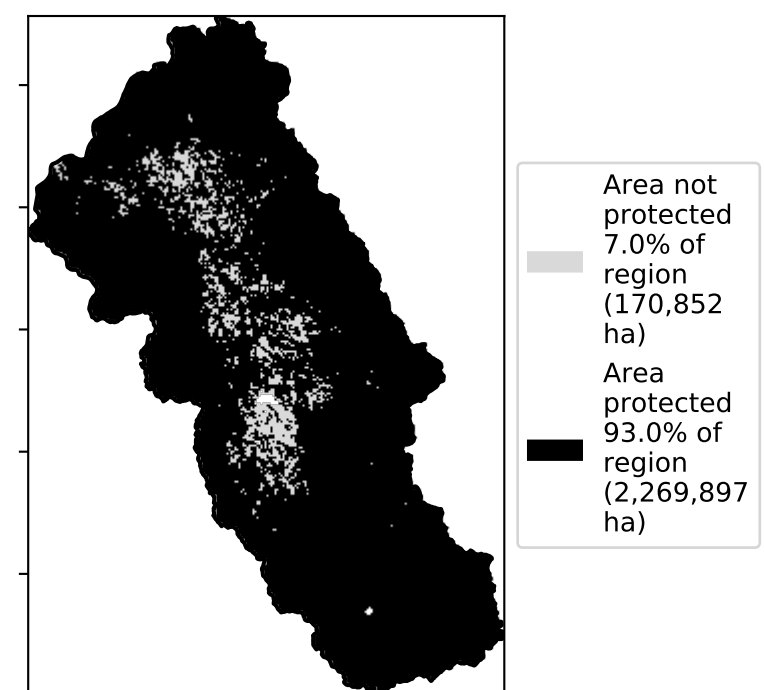 Area not
protected
7.0% of
region
(170,852
ha)
Area
protected
93.0% of
region
(2,269,897
ha)